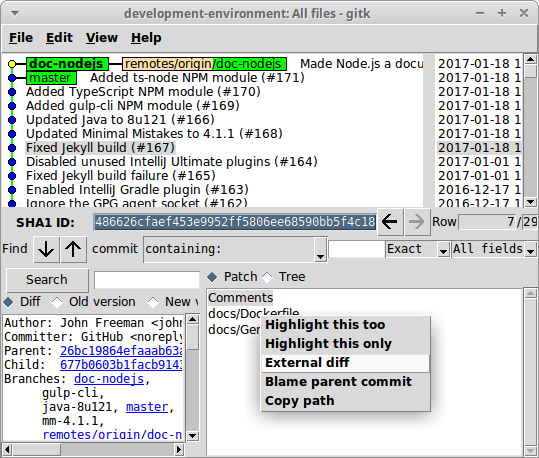 development-environment: All files - gitk
File Edit View Help
doc-nodejs remotes/origin/doc-nodejs Made Node.js a docu 2017-01-18 1
master Added ts-node NPM module (#171) 2017-01-18 1
Added TypeScript NPM module (#170) 2017-01-18 1
Added gulp-cli NPM module (#169) 2017-01-18 1
Updated Java to 8u121 (#166) 2017-01-18 1
Updated Minimal Mistakes to 4.1.1 (#168) 2017-01-18 1
Fixed Jekyll build (#167) 2017-01-18 1
Disabled unused IntelliJ Ultimate plugins (#164) 2017-01-01 1
Fixed Jekyll build failure (#165) 2017-01-01 1
Enabled IntelliJ Gradle plugin (#163) 2016-12-17 1
Ignore the GPG agent socket (#162) 2016-12-17 1
SHA1 ID: 486626cfaef453e9952ff5806ee68590bb5f4c18 Row 7 / 29
Find commit containing: Exact All fields
Search
Patch Tree
Diff Old version New v
Comments
docs/Dockerfile
docs/Ger
Author: John Freeman <john
Committer: GitHub <noreply
Parent: 26bc19864efaaab63a
Child: 677b0603b1facb9143
Branches: doc-nodejs,
gulp-cli,
java-8u121, master,
mm-4.1.1,
remotes/origin/doc-n
Highlight this too
Highlight this only
External diff
Blame parent commit
Copy path